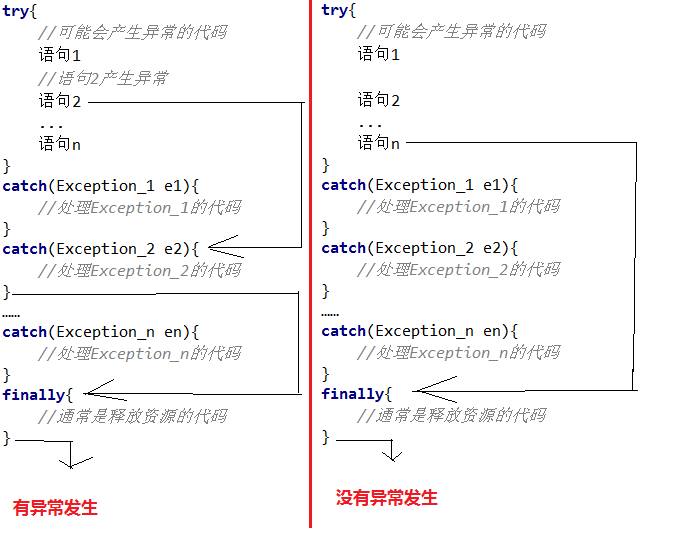 try{
//可能会产生异常的代码
语句1
//语句2产生异常
语句2
...
语句n
}
catch(Exception_1 e1){
//处理Exception_1的代码
}
catch(Exception_2 e2){
//处理Exception_2的代码
}
……
catch(Exception_n en){
//处理Exception_n的代码
}
finally{
//通常是释放资源的代码
}
有异常发生
try{
//可能会产生异常的代码
语句1
语句2
...
语句n
}
catch(Exception_1 e1){
//处理Exception_1的代码
}
catch(Exception_2 e2){
//处理Exception_2的代码
}
……
catch(Exception_n en){
//处理Exception_n的代码
}
finally{
//通常是释放资源的代码
}
没有异常发生